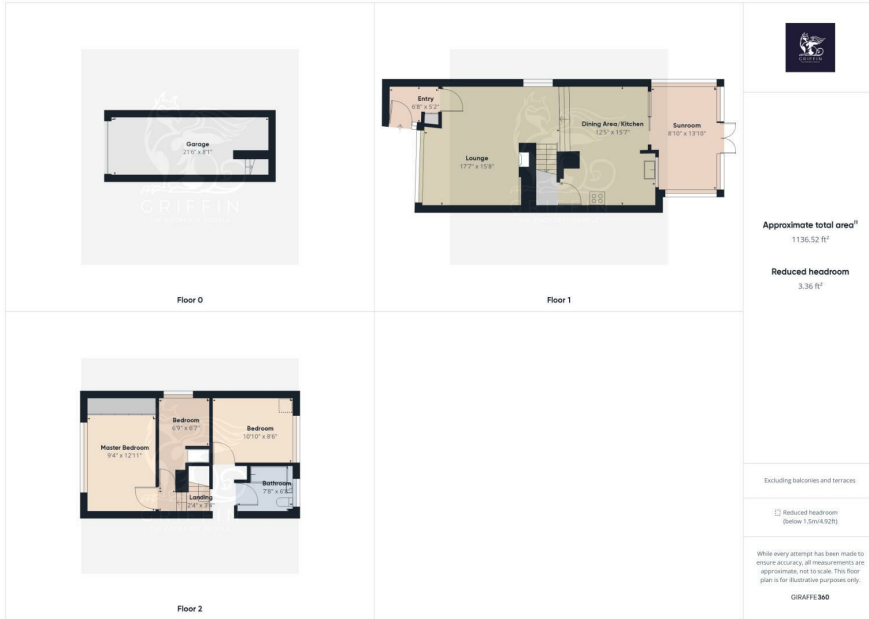 Garage
21'6" x 8'1"
GRIFFIN
Floor 0
Entry
6'8" x 5'2"
Lounge
17'7" x 15'8"
Dining Area/Kitchen
12'5" x 15'7"
Sunroom
8'10" x 13'10"
GRIFFIN
Floor 1
Master Bedroom
9'4" x 12'11"
Bedroom
6'9" x 6'7"
Bedroom
10'10" x 8'6"
Landing
Bathroom
GRIFFIN
Floor 2
GRIFFIN
Approximate total area
1136.52 ft²
Reduced headroom
3.36 ft²
Excluding balconies and terraces
Reduced headroom
(below 1.5m/4.92ft)
While every attempt has been made to
ensure accuracy, all measurements are
approximate, not to scale. This floor
plan is for illustrative purposes only.
GIRAFFE360